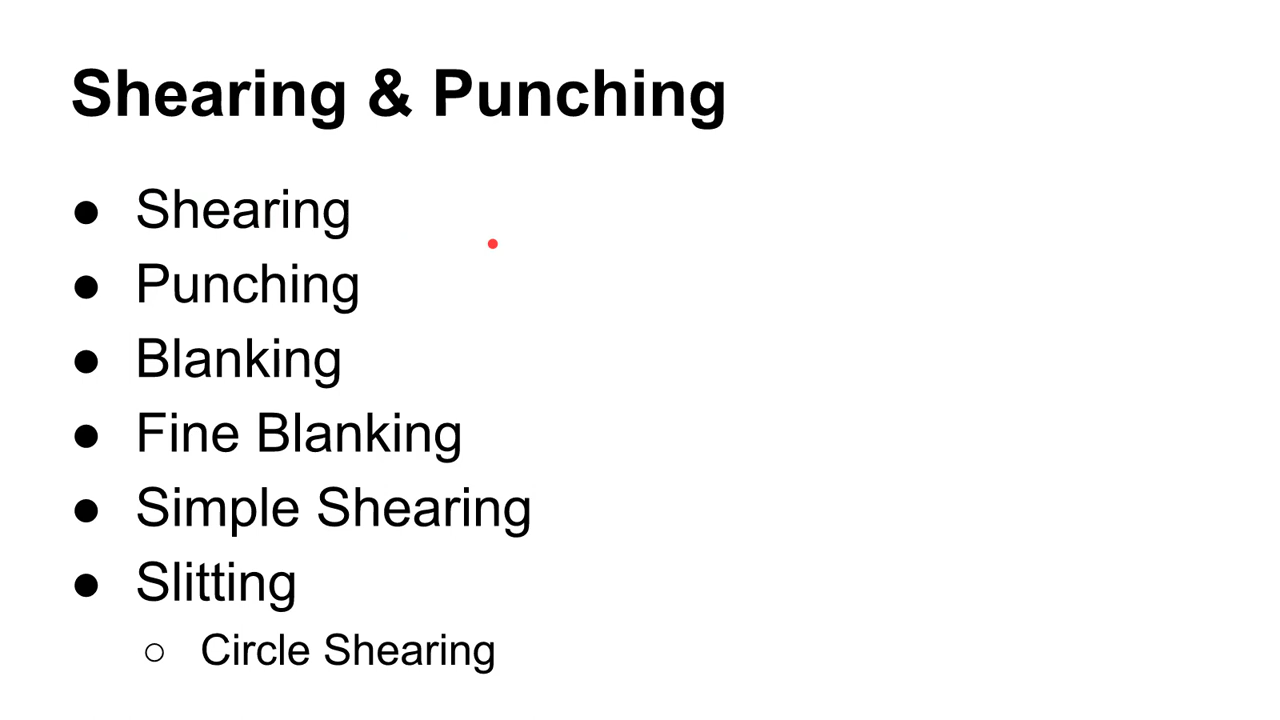 Shearing & Punching
● Shearing
● Punching
● Blanking
● Fine Blanking
● Simple Shearing
● Slitting
○ Circle Shearing